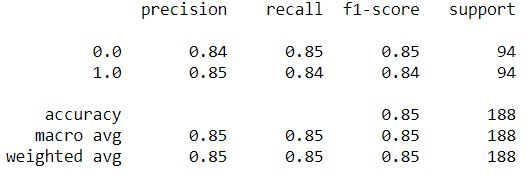 precision recall f1-score support
0.0 0.84 0.85 0.85 94
1.0 0.85 0.84 0.84 94
accuracy 0.85 188
macro avg 0.85 0.85 0.85 188
weighted avg 0.85 0.85 0.85 188